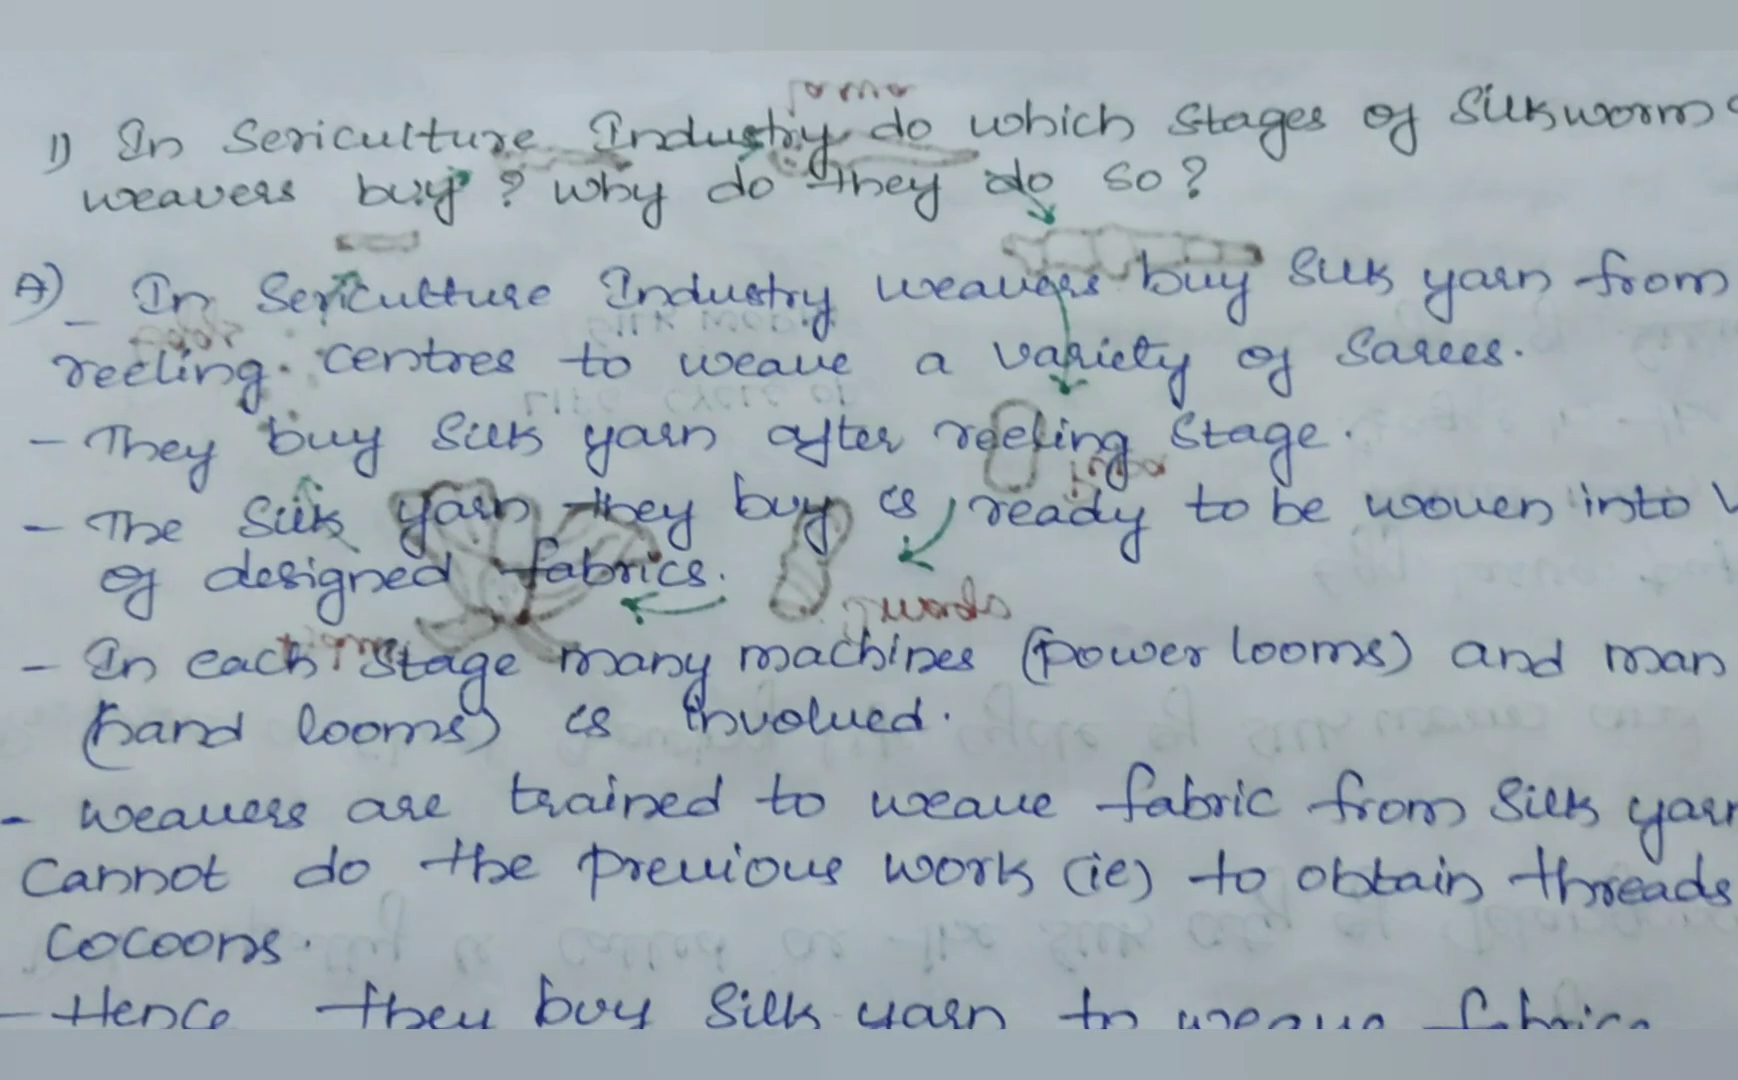 1) In Sericulture Industry do which stages of Silkworms
weavers buy? why do they do so?
A) - In Sericulture Industry weavers buy Silk yarn from
reeling centres to weave a variety of Sarees.
- They buy Silk yarn after reeling stage.
- The Silk yarn they buy is ready to be woven into
of designed fabrics.
- In each stage many machines (power looms) and man
(hand looms) is involved.
- weavers are trained to weave fabric from Silk yarn
Cannot do the previous work (ie) to obtain threads
Cocoons.
- Hence they buy Silk yarn to weave fabrics